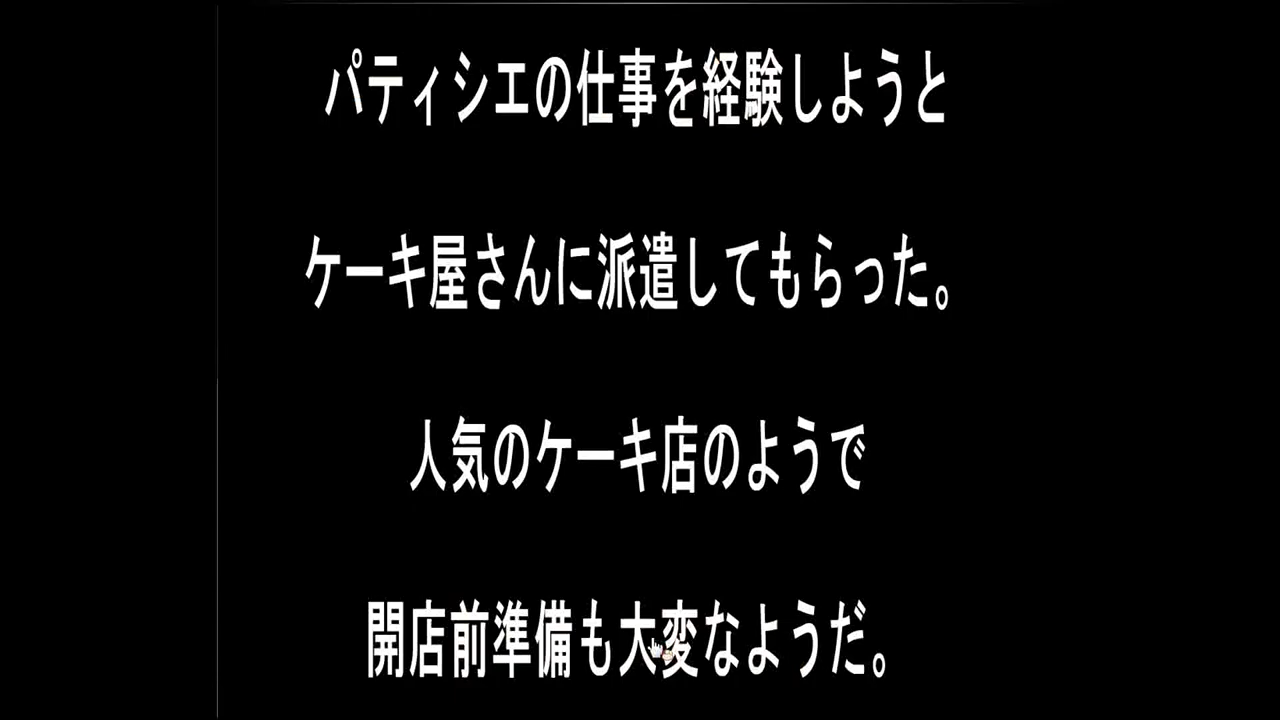 パティシエの仕事を経験しようと
ケーキ屋さんに派遣してもらった。
人気のケーキ店のようで
開店前準備も大変なようだ。